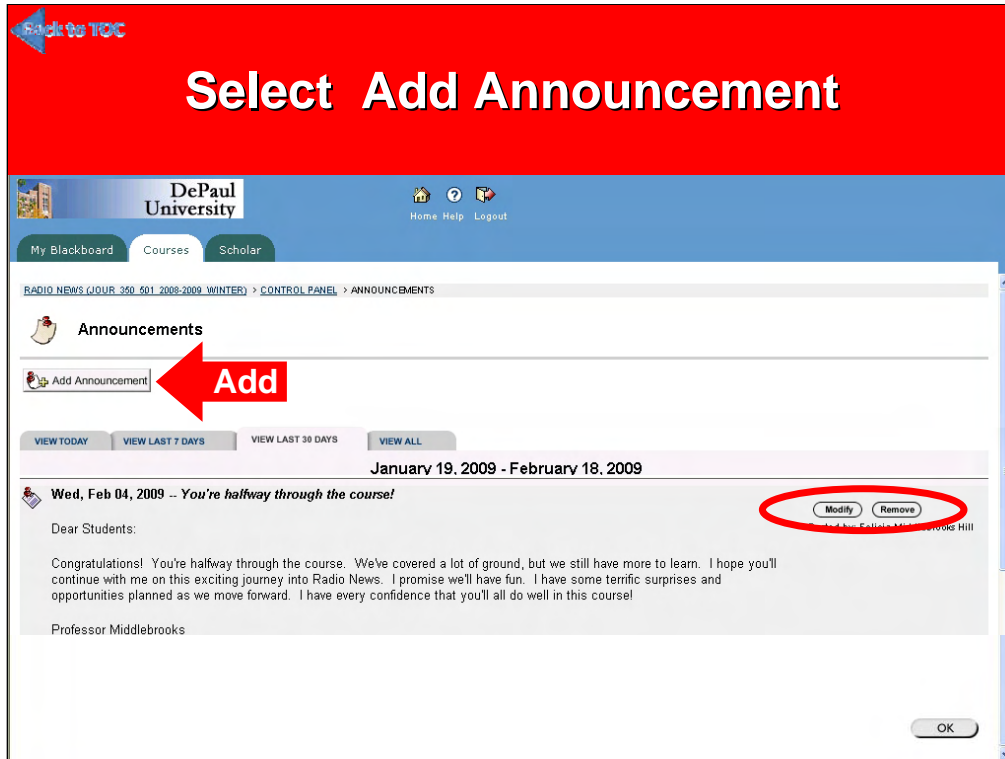 Back to TOC
Select Add Announcement
DePaul
University
Home Help Logout
My Blackboard Courses Scholar
RADIO NEWS (JOUR 350 501 2008-2009 WINTER) > CONTROL PANEL > ANNOUNCEMENTS
Announcements
Add Announcement Add
VIEW TODAY VIEW LAST 7 DAYS VIEW LAST 30 DAYS VIEW ALL
January 19, 2009 - February 18, 2009
Wed, Feb 04, 2009 -- You're halfway through the course!
Modify Remove
Posted by: Felicia Middlebrooks Hill
Dear Students:
Congratulations! You're halfway through the course. We've covered a lot of ground, but we still have more to learn. I hope you'll
continue with me on this exciting journey into Radio News. I promise we'll have fun. I have some terrific surprises and
opportunities planned as we move forward. I have every confidence that you'll all do well in this course!
Professor Middlebrooks
OK